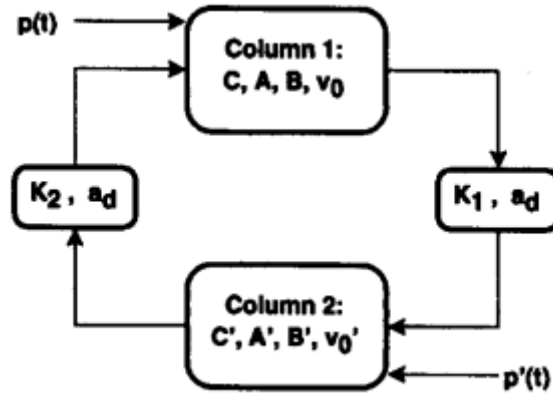 p(t)
Column 1:
C, A, B, v0
K2 , ad
K1 , ad
Column 2:
C', A', B', v0'
p'(t)